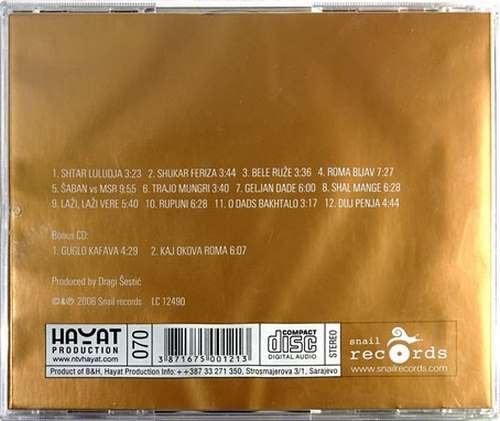 1. SHTAR LULUDJA 3:23 2. SHUKAR FERIZA 3:44 3. BELE RUŽE 3:36 4. ROMA BIJAV 7:27
5. ŠABAN vs MSR 9:55 6. TRAJO MUNGRI 3:40 7. GELJAN DADE 6:00 8. SHAL MANGE 6:28
9. LAŽI, LAŽI VERE 5:40 10. RUPUNI 6:28 11. O DADS BAKHTALO 3:37 12. DUJ PENJA 4:44
Bonus CD:
1. GUGLO KAFAVA 4:29 2. KAJ OKOVA ROMA 6:07
Produced by Dragi Šestić
©&℗ 2006 Snail records LC 12490
HAYAT
PRODUCTION
www.ntvhayat.com
070
3 871675 001213
COMPACT
disc
DIGITAL AUDIO
STEREO
snail
records
www.snailrecords.com
Product of B&H, Hayat Production Info: ++387 33 271 350, Strosmajerova 3/1, Sarajevo